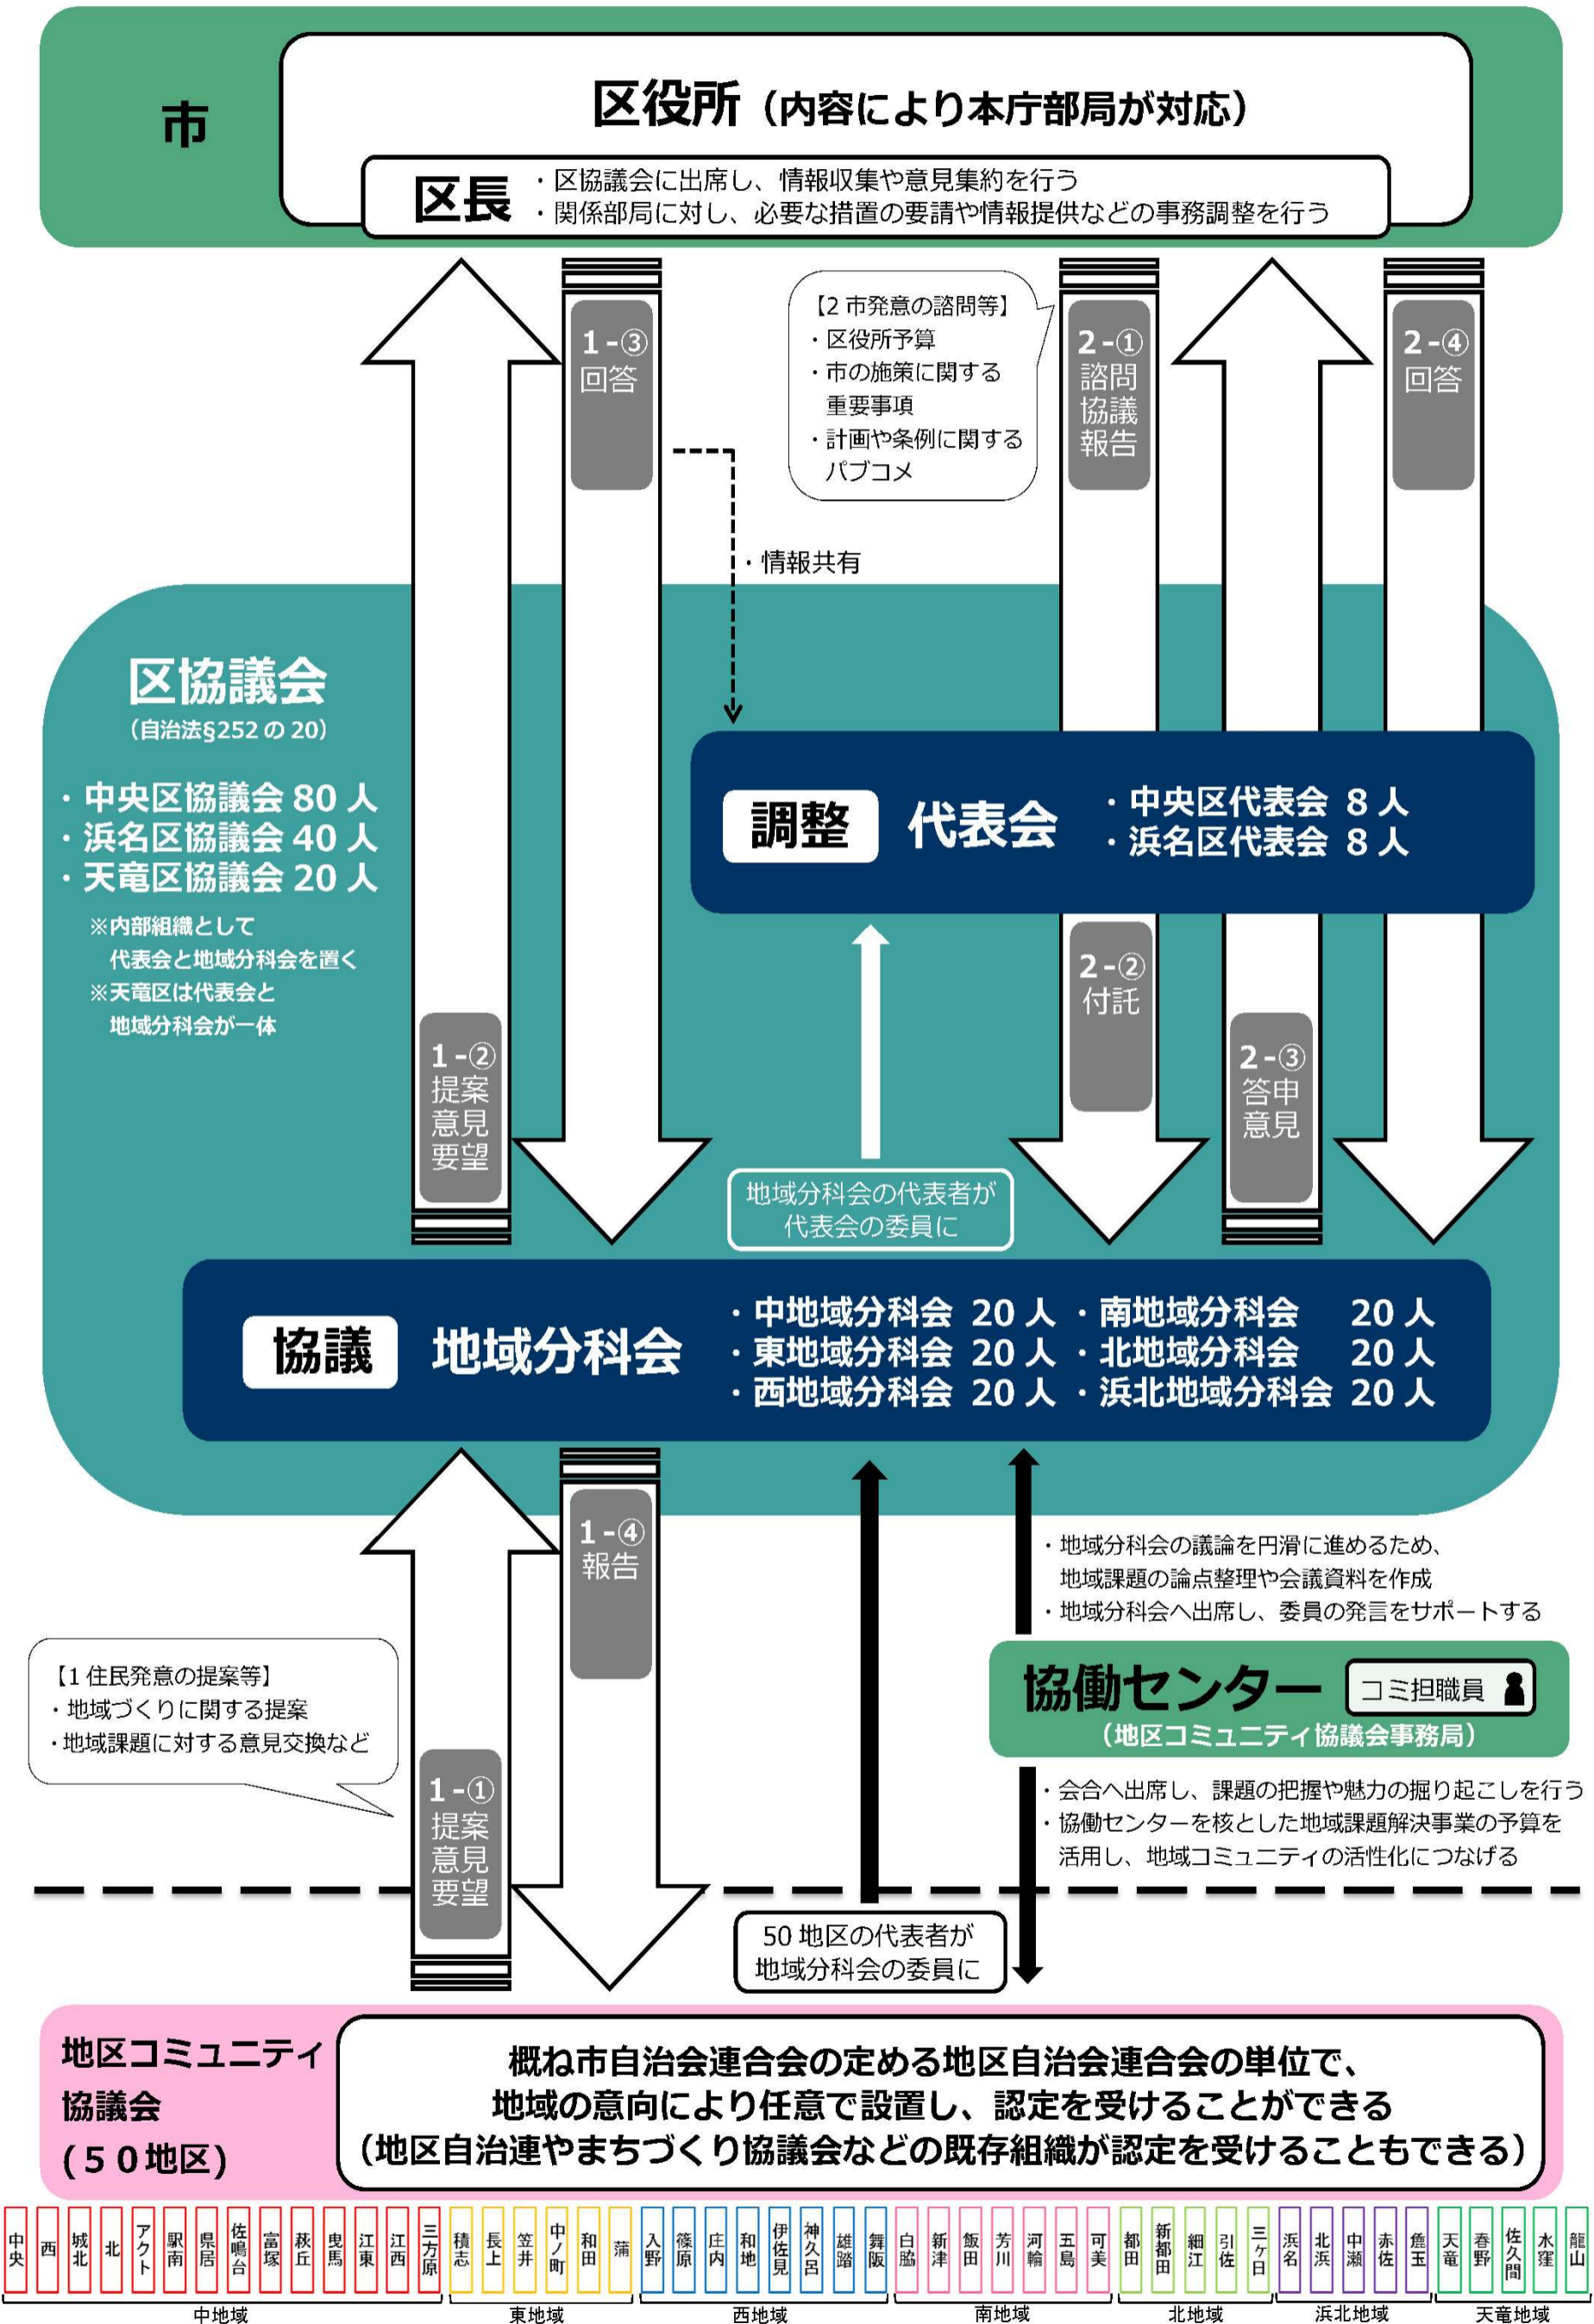 市
区役所（内容により本庁部局が対応）
区長
・区協議会に出席し、情報収集や意見集約を行う
・関係部局に対し、必要な措置の要請や情報提供などの事務調整を行う
1-③
回答
【2 市発意の諮問等】
・区役所予算
・市の施策に関する
重要事項
・計画や条例に関する
パブコメ
2-①
諮問
協議
報告
2-④
回答
・情報共有
区協議会
（自治法§252 の 20）
・中央区協議会 80 人
・浜名区協議会 40 人
・天竜区協議会 20 人
※内部組織として
代表会と地域分科会を置く
※天竜区は代表会と
地域分科会が一体
調整
代表会
・中央区代表会 8 人
・浜名区代表会 8 人
1-②
提案
意見
要望
2-②
付託
2-③
答申
意見
地域分科会の代表者が
代表会の委員に
協議
地域分科会
・中地域分科会 20 人 ・南地域分科会 20 人
・東地域分科会 20 人 ・北地域分科会 20 人
・西地域分科会 20 人 ・浜北地域分科会 20 人
1-④
報告
・地域分科会の議論を円滑に進めるため、
地域課題の論点整理や会議資料を作成
・地域分科会へ出席し、委員の発言をサポートする
【1 住民発意の提案等】
・地域づくりに関する提案
・地域課題に対する意見交換など
協働センター
コミ担職員
（地区コミュニティ協議会事務局）
1-①
提案
意見
要望
・会合へ出席し、課題の把握や魅力の掘り起こしを行う
・協働センターを核とした地域課題解決事業の予算を
活用し、地域コミュニティの活性化につなげる
50 地区の代表者が
地域分科会の委員に
地区コミュニティ
協議会
(５０地区)
概ね市自治会連合会の定める地区自治会連合会の単位で、
地域の意向により任意で設置し、認定を受けることができる
（地区自治連やまちづくり協議会などの既存組織が認定を受けることもできる）
中央
西
城北
北
アクト
駅南
県居
佐鳴台
富塚
萩丘
曳馬
江東
江西
三方原
積志
長上
笠井
中ノ町
和田
蒲
入野
篠原
庄内
和地
伊佐見
神久呂
雄踏
舞阪
白脇
新津
飯田
芳川
河輪
五島
可美
都田
新都田
細江
引佐
三ヶ日
浜名
北浜
中瀬
赤佐
麁玉
天竜
春野
佐久間
水窪
龍山
中地域
東地域
西地域
南地域
北地域
浜北地域
天竜地域